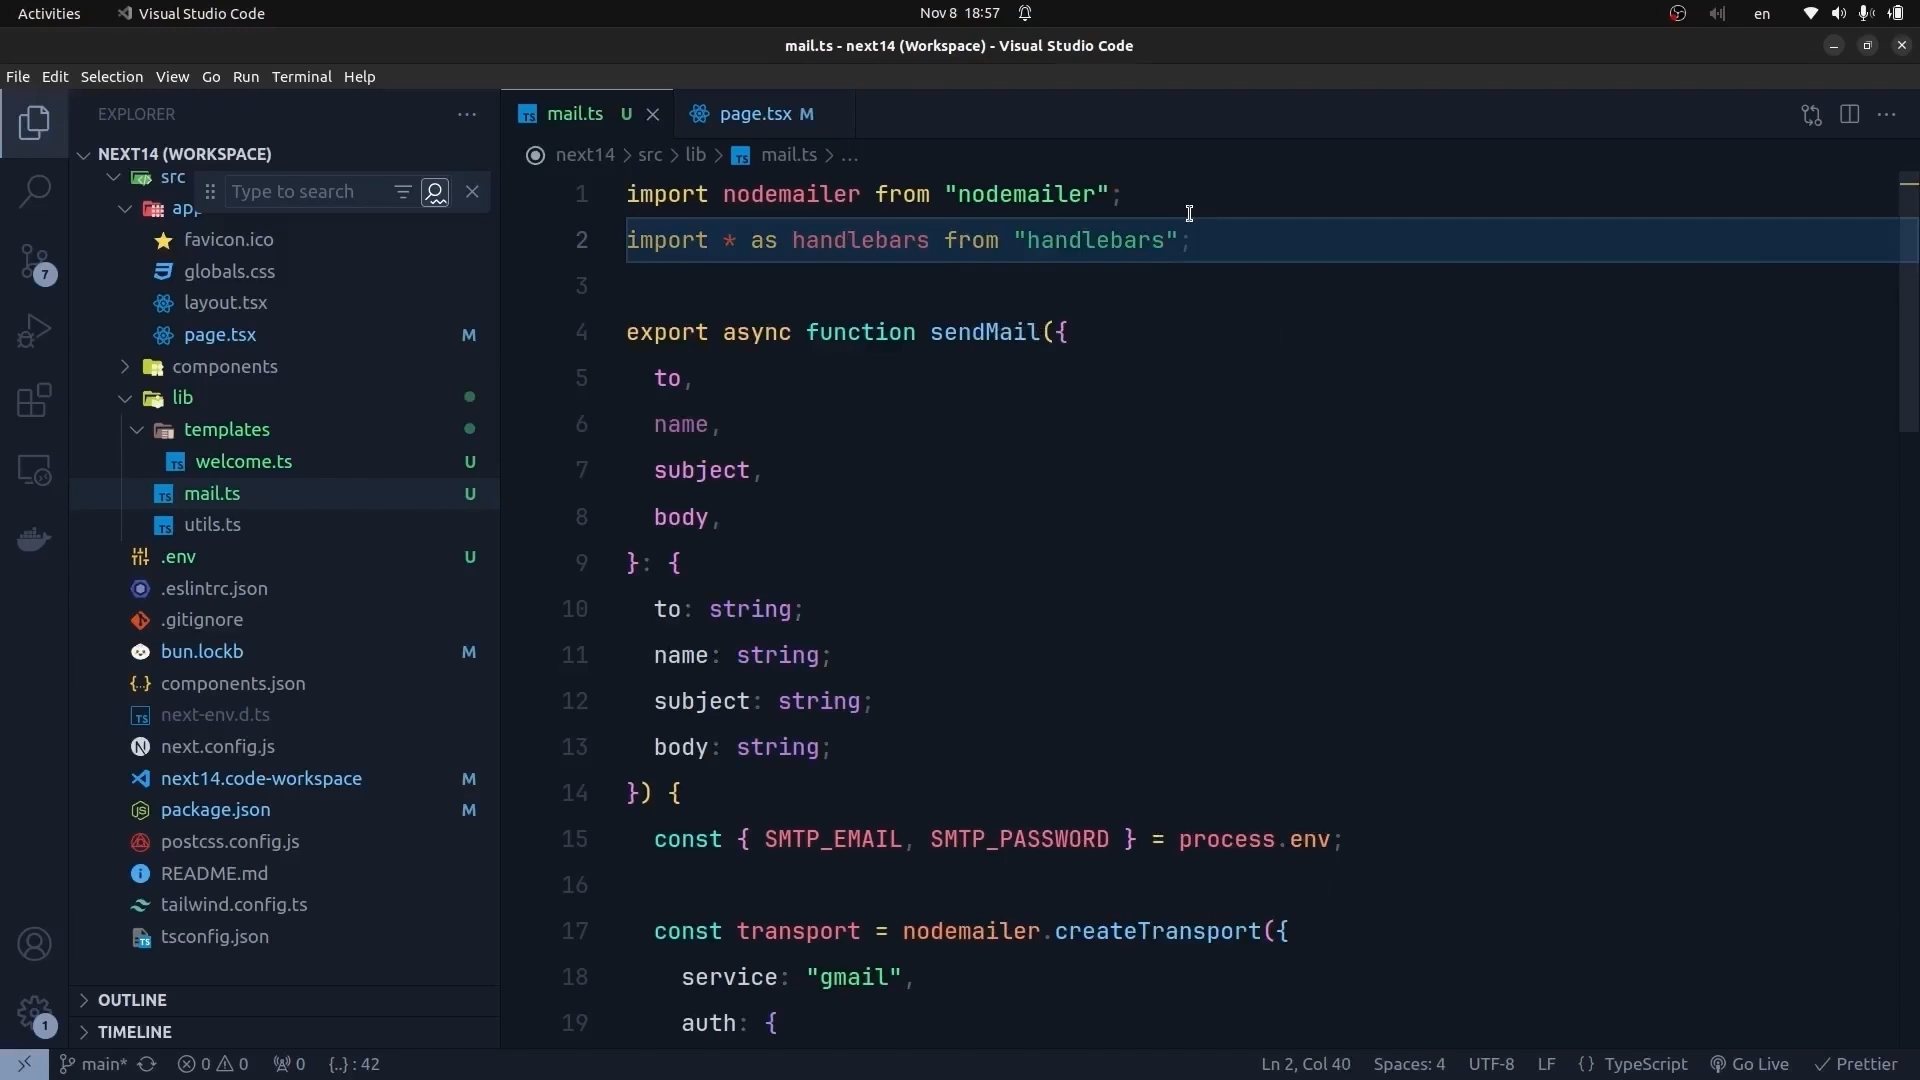 Activities
Visual Studio Code
Nov 8 18:57
en
mail.ts - next14 (Workspace) - Visual Studio Code
File Edit Selection View Go Run Terminal Help
EXPLORER
NEXT14 (WORKSPACE)
src
Type to search
app
favicon.ico
globals.css
layout.tsx
page.tsx M
components
lib
templates
welcome.ts U
mail.ts U
utils.ts
.env U
.eslintrc.json
.gitignore
bun.lockb M
components.json
next-env.d.ts
next.config.js
next14.code-workspace M
package.json M
postcss.config.js
README.md
tailwind.config.ts
tsconfig.json
OUTLINE
TIMELINE
7
1
mail.ts U
page.tsx M
next14 > src > lib > TS mail.ts > ...
1 import nodemailer from "nodemailer";
2 import * as handlebars from "handlebars";
3
4 export async function sendMail({
5 to,
6 name,
7 subject,
8 body,
9 }: {
10 to: string;
11 name: string;
12 subject: string;
13 body: string;
14 }) {
15 const { SMTP_EMAIL, SMTP_PASSWORD } = process.env;
16
17 const transport = nodemailer.createTransport({
18 service: "gmail",
19 auth: {
main* 0 0 0 {..} : 42
Ln 2, Col 40 Spaces: 4 UTF-8 LF {} TypeScript Go Live Prettier